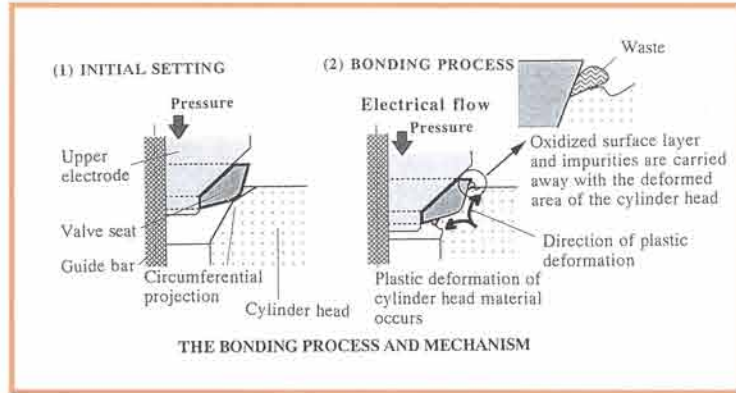 (1) INITIAL SETTING
Pressure
Upper
electrode
Valve seat
Guide bar
Circumferential
projection
Cylinder head
(2) BONDING PROCESS
Waste
Electrical flow
Pressure
Oxidized surface layer
and impurities are carried
away with the deformed
area of the cylinder head
Direction of plastic
deformation
Plastic deformation of
cylinder head material
occurs
THE BONDING PROCESS AND MECHANISM